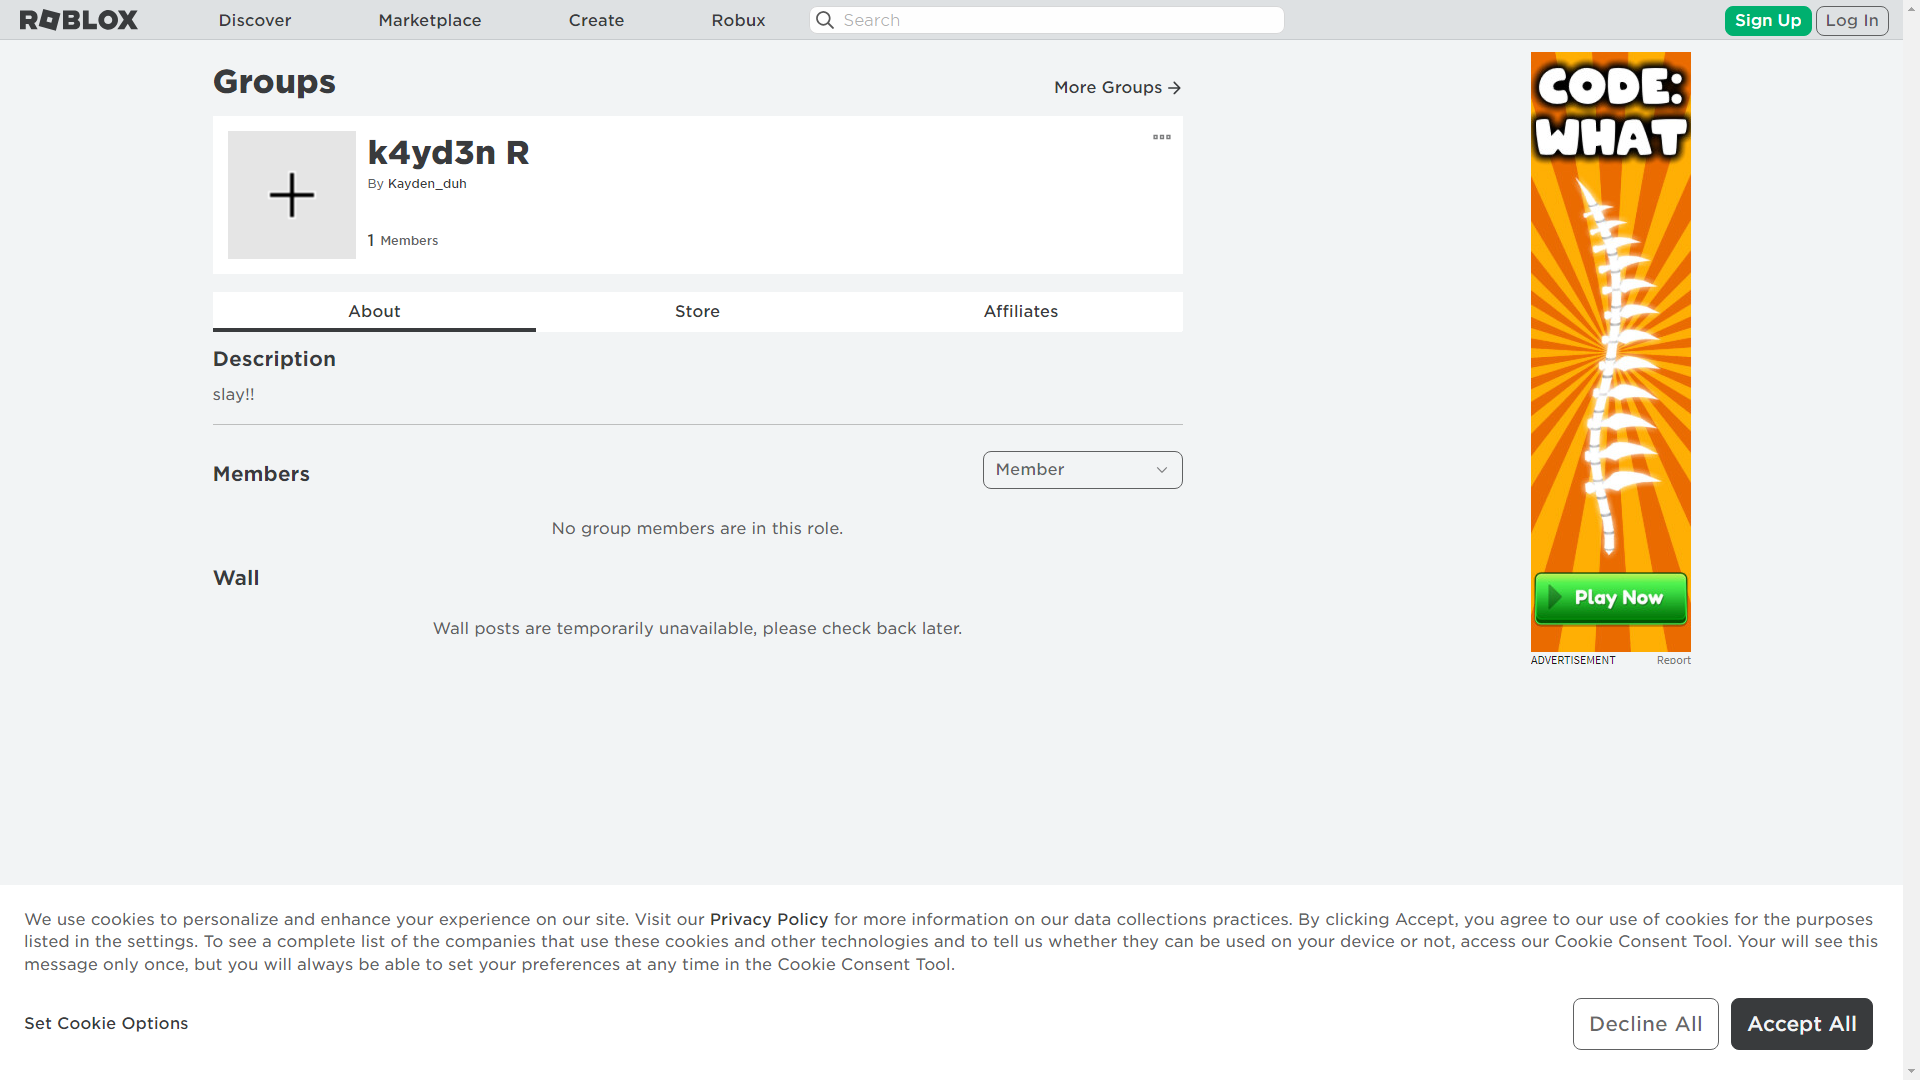 ROBLOX
Discover
Marketplace
Create
Robux
Search
Sign Up
Log In
Groups
More Groups
k4yd3n R
By Kayden_duh
1 Members
About
Store
Affiliates
Description
slay!!
Members
Member
No group members are in this role.
Wall
Wall posts are temporarily unavailable, please check back later.
CODE:
WHAT
Play Now
ADVERTISEMENT
Report
We use cookies to personalize and enhance your experience on our site. Visit our Privacy Policy for more information on our data collections practices. By clicking Accept, you agree to our use of cookies for the purposes
listed in the settings. To see a complete list of the companies that use these cookies and other technologies and to tell us whether they can be used on your device or not, access our Cookie Consent Tool. Your will see this
message only once, but you will always be able to set your preferences at any time in the Cookie Consent Tool.
Set Cookie Options
Decline All
Accept All